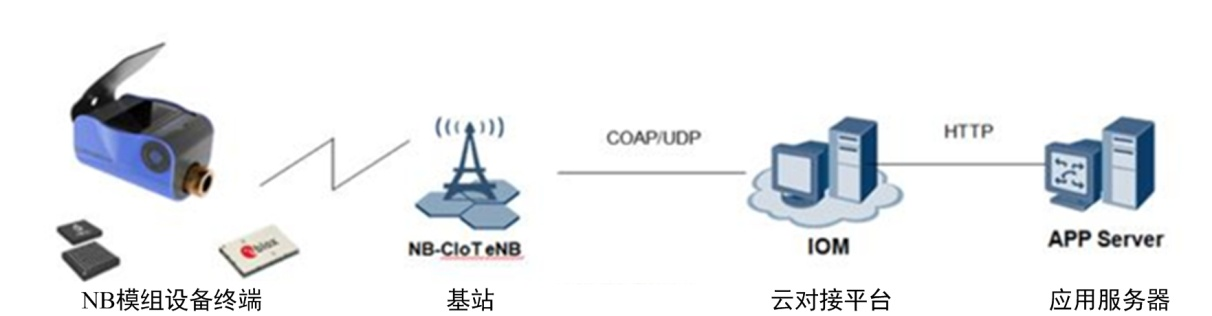 COAP/UDP
HTTP
ublox
NB-CIoT eNB
IOM
APP Server
NB模组设备终端
基站
云对接平台
应用服务器